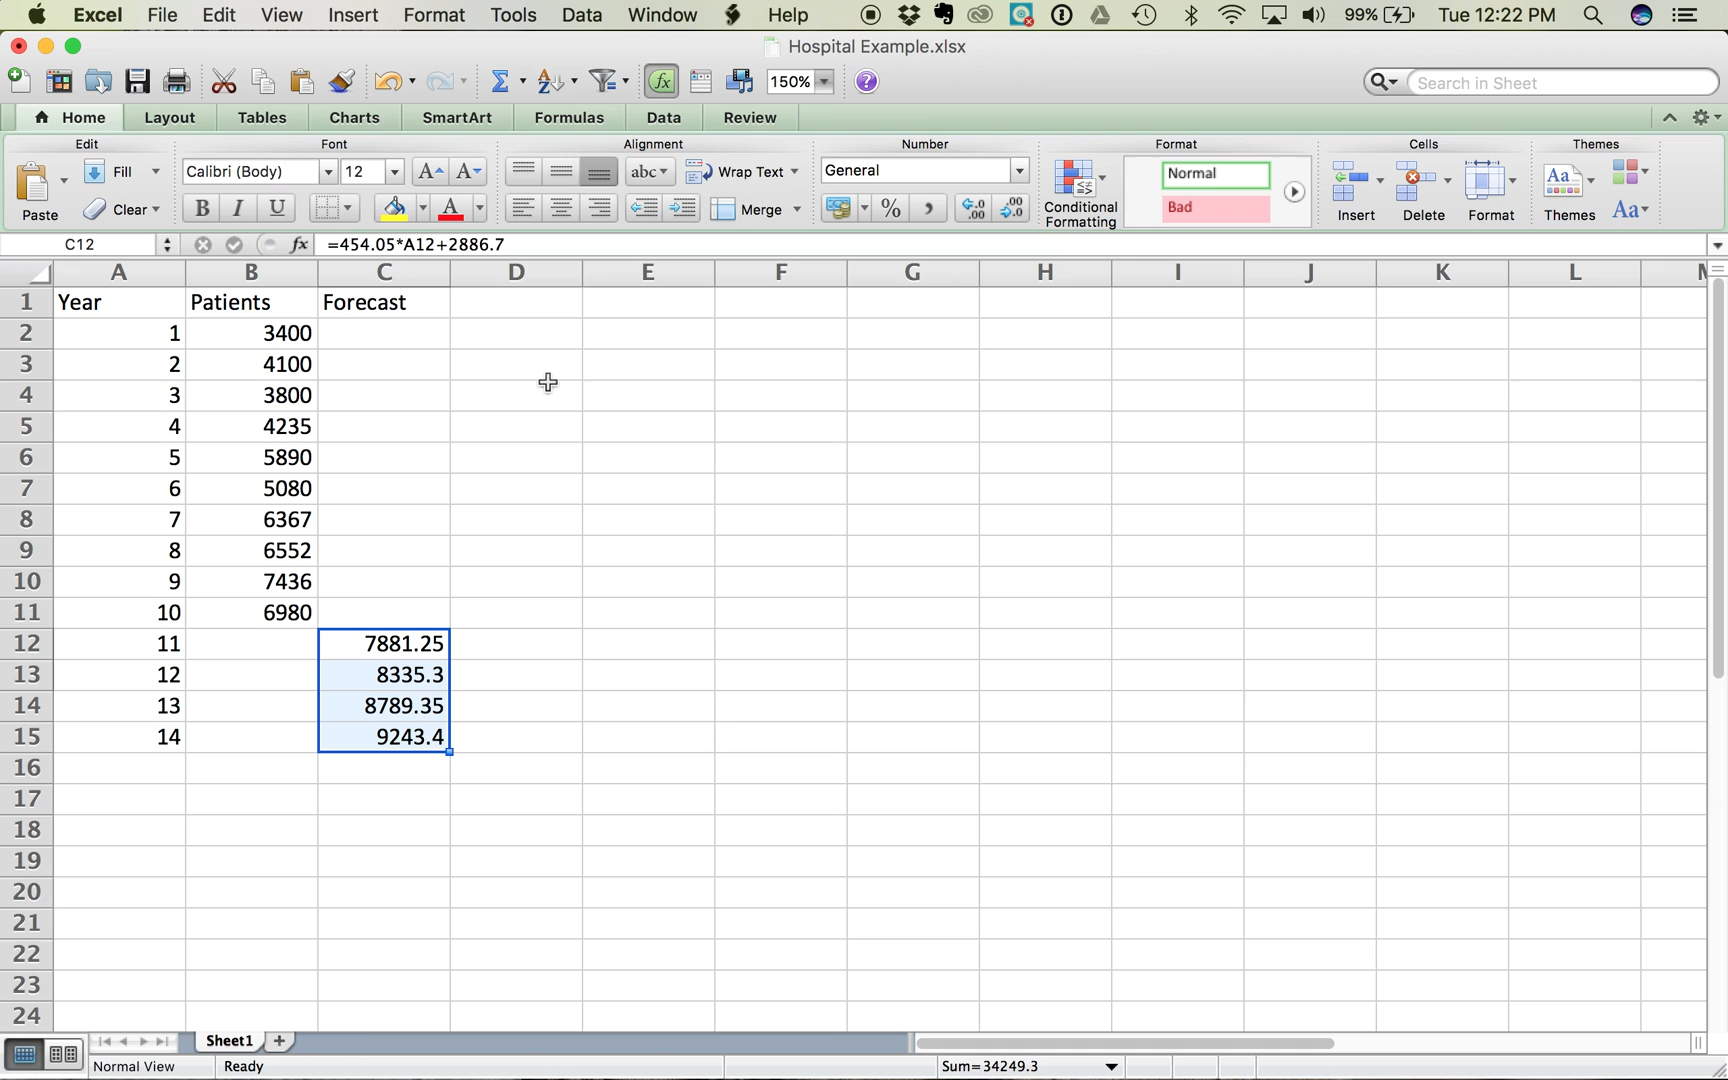 Excel File Edit View Insert Format Tools Data Window Help 99% Tue 12:22 PM
Hospital Example.xlsx
150% Search in Sheet
Home Layout Tables Charts SmartArt Formulas Data Review
Edit Font Alignment Number Format Cells Themes
Fill Calibri (Body) 12 A A abc Wrap Text General Normal
Paste Clear B I U A Merge % , .0 .00 .00 .0 Conditional Formatting Bad Insert Delete Format Themes Aa
C12 fx =454.05*A12+2886.7
A B C D E F G H I J K L
1 Year Patients Forecast
2 1 3400
3 2 4100
4 3 3800
5 4 4235
6 5 5890
7 6 5080
8 7 6367
9 8 6552
10 9 7436
11 10 6980
12 11 7881.25
13 12 8335.3
14 13 8789.35
15 14 9243.4
16
17
18
19
20
21
22
23
24
Sheet1
Normal View Ready Sum=34249.3